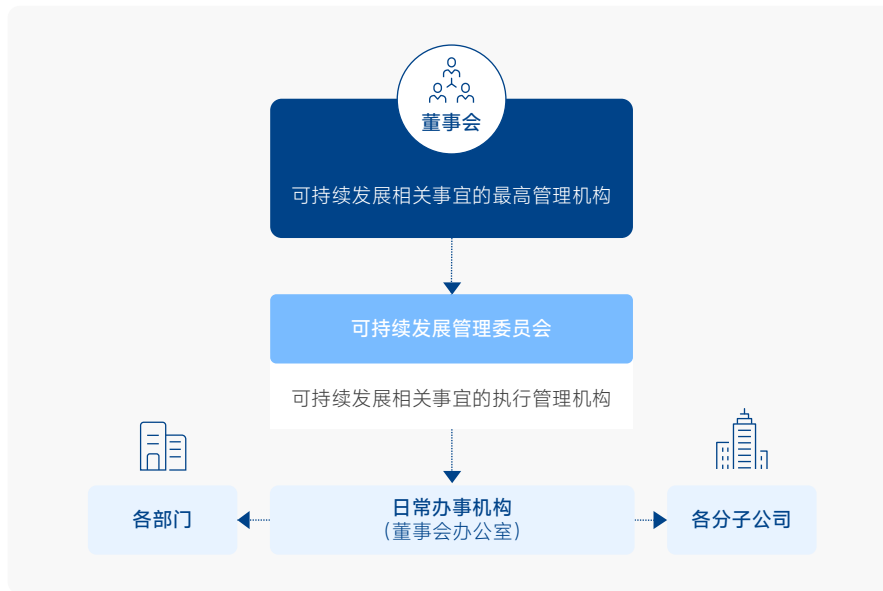 董事会
可持续发展相关事宜的最高管理机构
可持续发展管理委员会
可持续发展相关事宜的执行管理机构
各部门
日常办事机构
（董事会办公室）
各分子公司